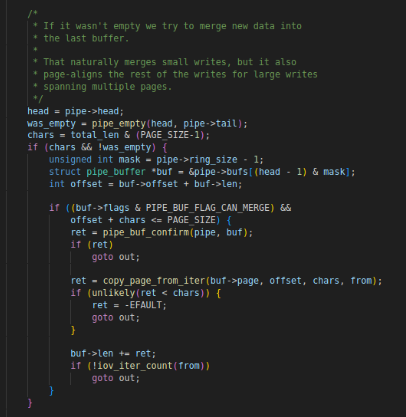 /*
 * If it wasn't empty we try to merge new data into
 * the last buffer.
 *
 * That naturally merges small writes, but it also
 * page-aligns the rest of the writes for large writes
 * spanning multiple pages.
 */
head = pipe->head;
was_empty = pipe_empty(head, pipe->tail);
chars = total_len & (PAGE_SIZE-1);
if (chars && !was_empty) {
    unsigned int mask = pipe->ring_size - 1;
    struct pipe_buffer *buf = &pipe->bufs[(head - 1) & mask];
    int offset = buf->offset + buf->len;

    if ((buf->flags & PIPE_BUF_FLAG_CAN_MERGE) &&
        offset + chars <= PAGE_SIZE) {
        ret = pipe_buf_confirm(pipe, buf);
        if (ret)
            goto out;

        ret = copy_page_from_iter(buf->page, offset, chars, from);
        if (unlikely(ret < chars)) {
            ret = -EFAULT;
            goto out;
        }

        buf->len += ret;
        if (!iov_iter_count(from))
            goto out;
    }
}